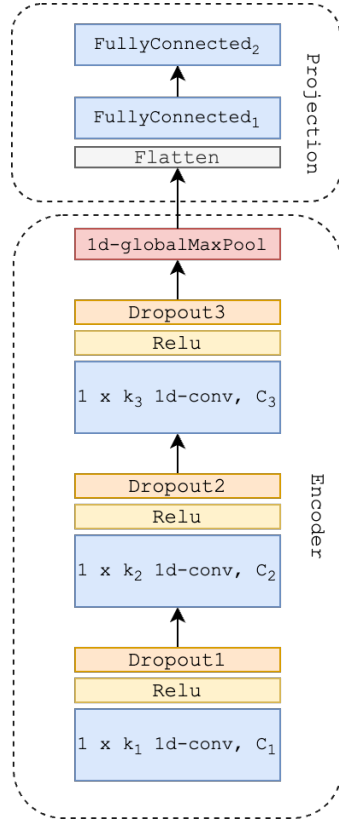 FullyConnected₂
FullyConnected₁
Flatten
Projection
1d-globalMaxPool
Dropout3
Relu
1 x k₃ 1d-conv, C₃
Dropout2
Relu
1 x k₂ 1d-conv, C₂
Encoder
Dropout1
Relu
1 x k₁ 1d-conv, C₁